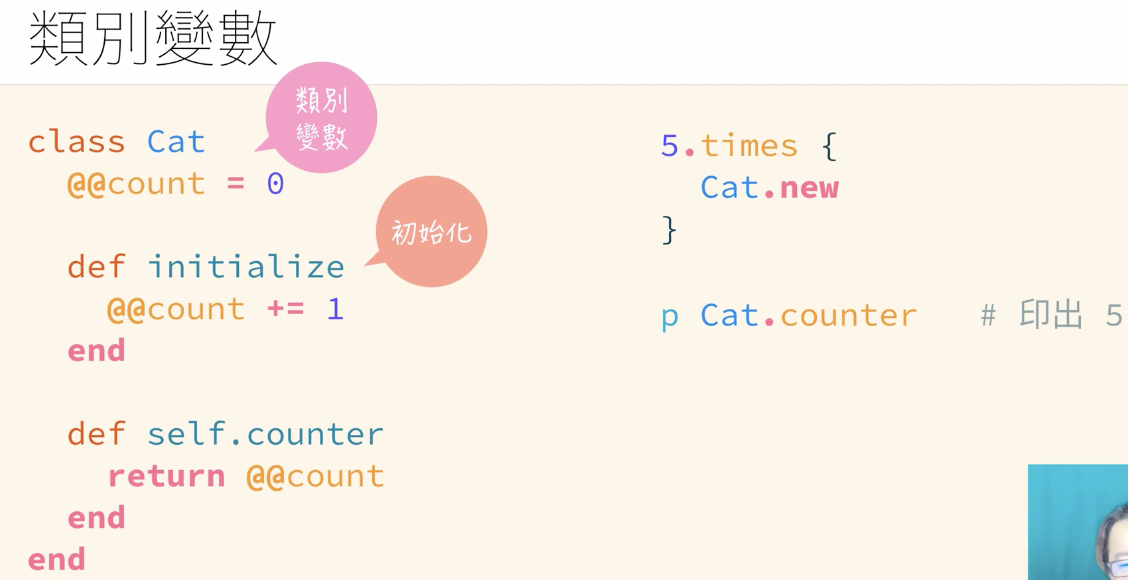 類別變數
類別
變數
class Cat
@@count = 0
初始化
def initialize
@@count += 1
end
def self.counter
return @@count
end
end
5.times {
Cat.new
}
p Cat.counter # 印出 5